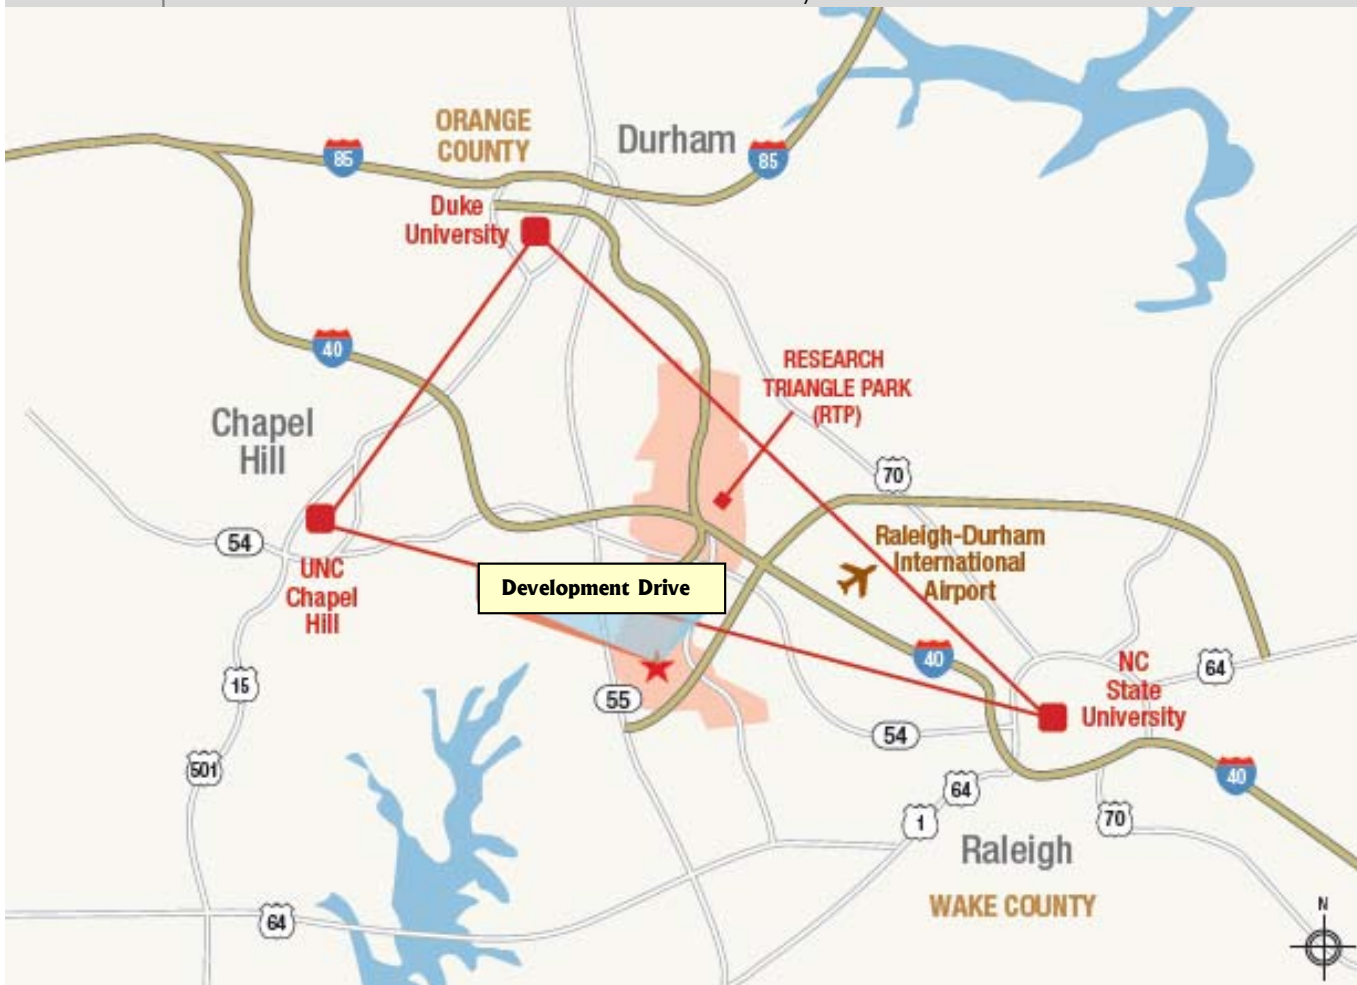 ORANGE
COUNTY
Durham
85
85
Duke
University
40
RESEARCH
TRIANGLE PARK
(RTP)
Chapel
Hill
70
54
Raleigh-Durham
International
Airport
UNC
Chapel
Hill
Development Drive
40
NC
State
University
64
15
55
54
501
64
1
70
40
Raleigh
WAKE COUNTY
64
N